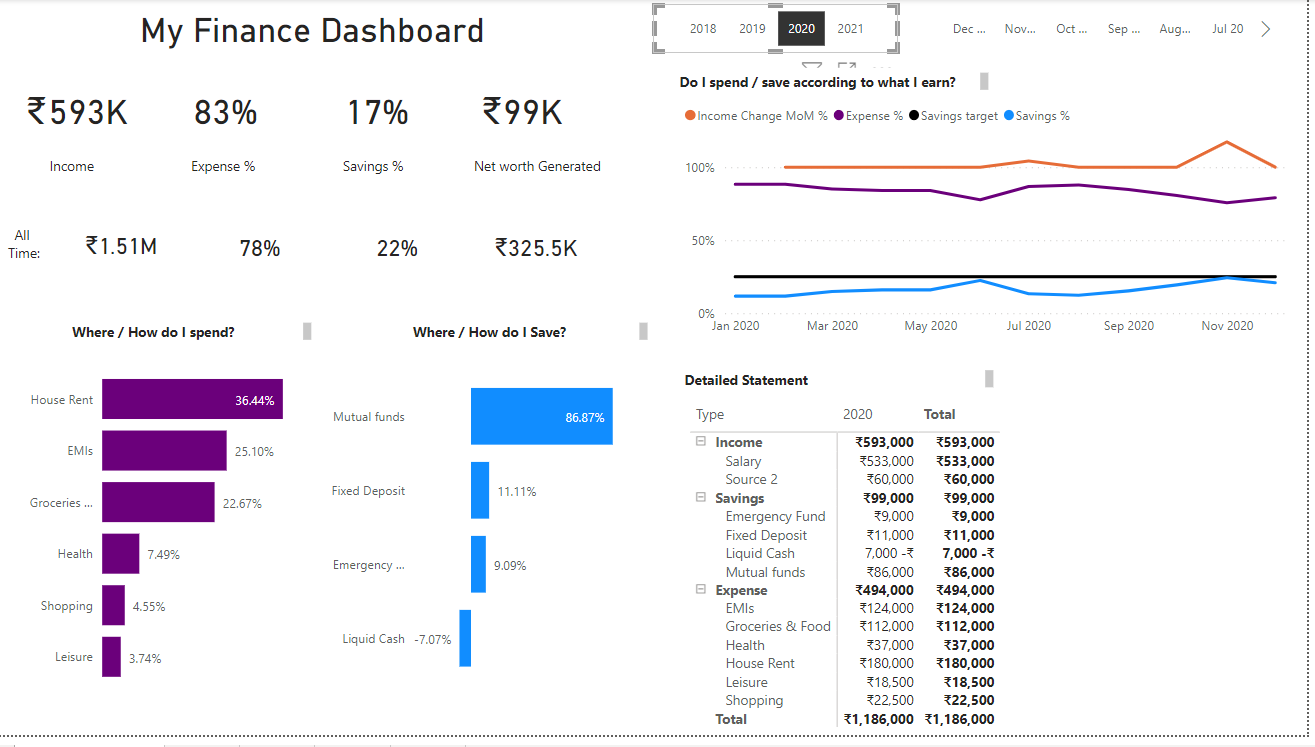 My Finance Dashboard
2018 2019 2020 2021
Dec ... Nov... Oct ... Sep ... Aug... Jul 20
₹593K 83% 17% ₹99K
Income Expense % Savings % Net worth Generated
All Time: ₹1.51M 78% 22% ₹325.5K
Do I spend / save according to what I earn?
Income Change MoM % Expense % Savings target Savings %
100%
50%
0%
Jan 2020 Mar 2020 May 2020 Jul 2020 Sep 2020 Nov 2020
Where / How do I spend?
House Rent 36.44%
EMIs 25.10%
Groceries ... 22.67%
Health 7.49%
Shopping 4.55%
Leisure 3.74%
Where / How do I Save?
Mutual funds 86.87%
Fixed Deposit 11.11%
Emergency ... 9.09%
Liquid Cash -7.07%
Detailed Statement
Type 2020 Total
Income ₹593,000 ₹593,000
Salary ₹533,000 ₹533,000
Source 2 ₹60,000 ₹60,000
Savings ₹99,000 ₹99,000
Emergency Fund ₹9,000 ₹9,000
Fixed Deposit ₹11,000 ₹11,000
Liquid Cash 7,000 -₹ 7,000 -₹
Mutual funds ₹86,000 ₹86,000
Expense ₹494,000 ₹494,000
EMIs ₹124,000 ₹124,000
Groceries & Food ₹112,000 ₹112,000
Health ₹37,000 ₹37,000
House Rent ₹180,000 ₹180,000
Leisure ₹18,500 ₹18,500
Shopping ₹22,500 ₹22,500
Total ₹1,186,000 ₹1,186,000